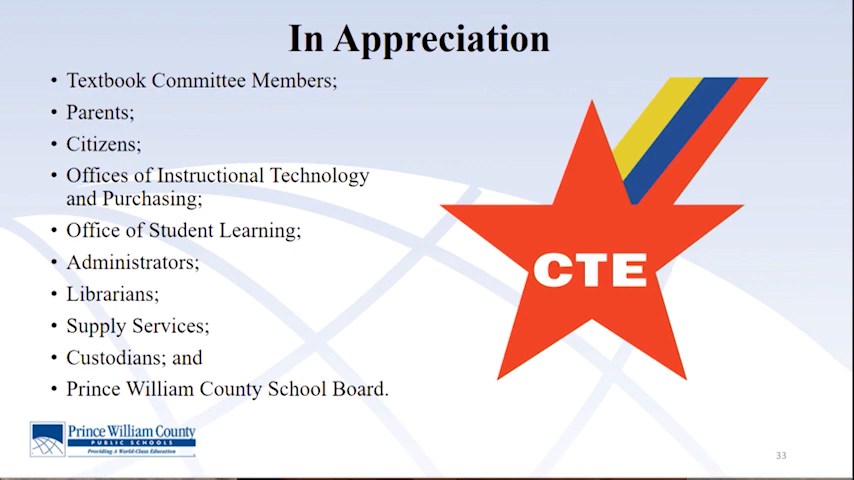 In Appreciation
• Textbook Committee Members;
• Parents;
• Citizens;
• Offices of Instructional Technology
and Purchasing;
• Office of Student Learning;
• Administrators;
• Librarians;
• Supply Services;
• Custodians; and
• Prince William County School Board.
CTE
Prince William County
PUBLIC SCHOOLS
Providing A World-Class Education
33